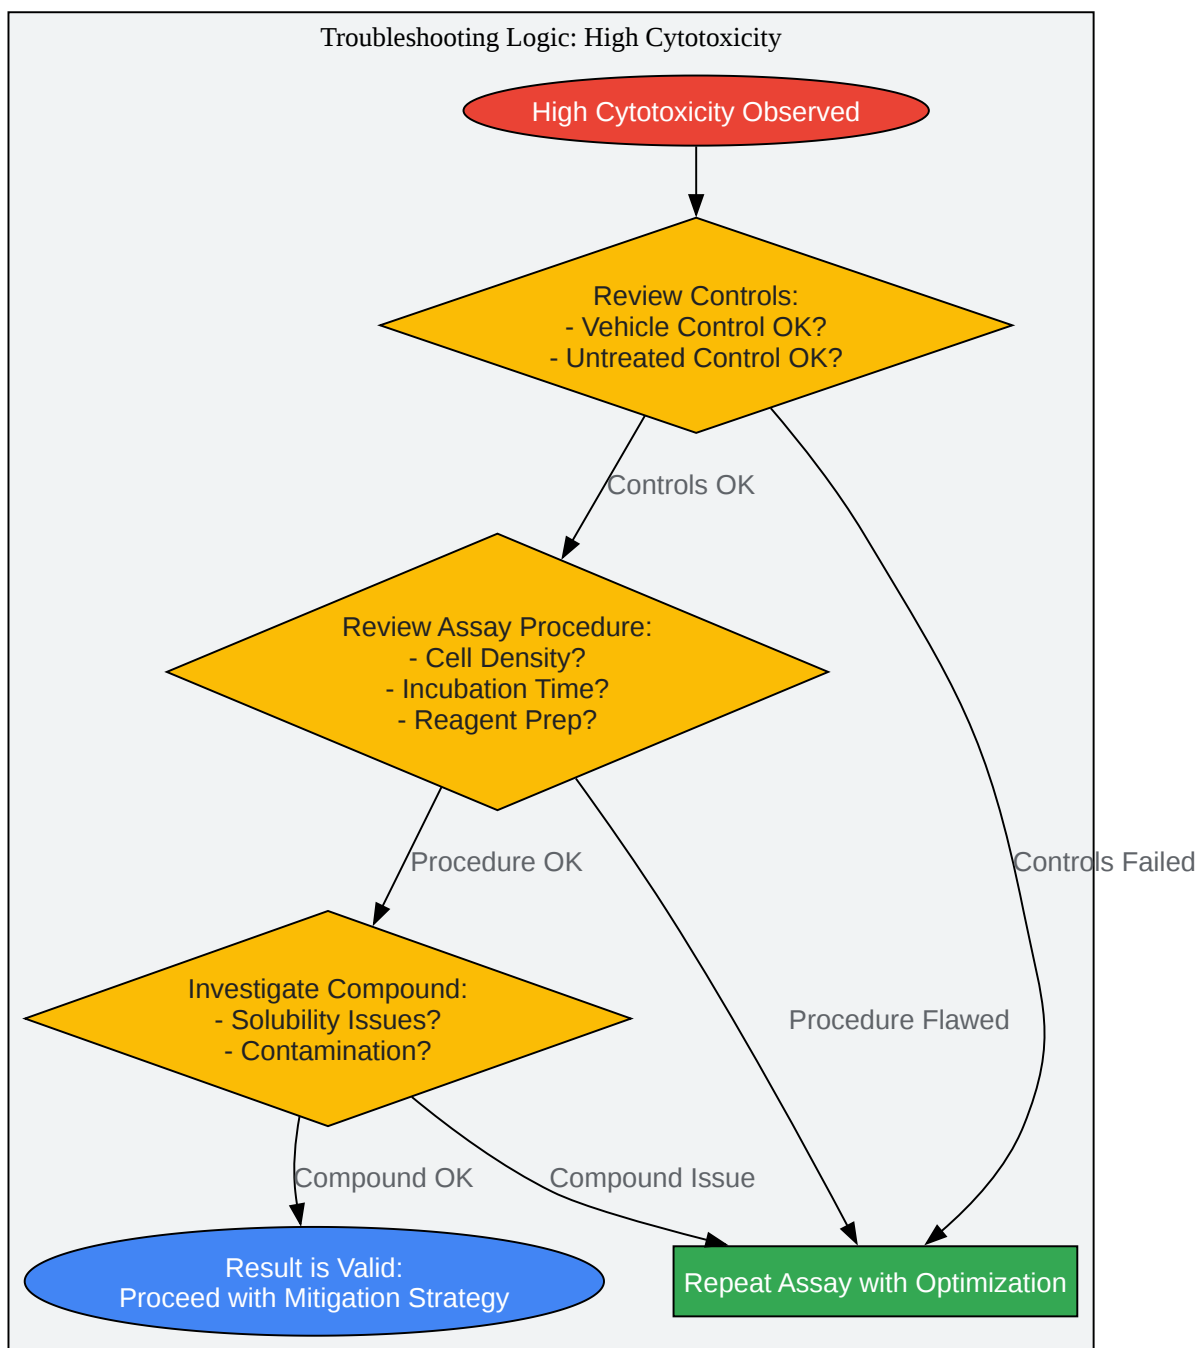 Troubleshooting Logic: High Cytotoxicity
High Cytotoxicity Observed
Review Controls:
- Vehicle Control OK?
- Untreated Control OK?
Controls OK
Review Assay Procedure:
- Cell Density?
- Incubation Time?
- Reagent Prep?
Procedure OK
Controls Failed
Investigate Compound:
- Solubility Issues?
- Contamination?
Procedure Flawed
Compound OK
Compound Issue
Result is Valid:
Proceed with Mitigation Strategy
Repeat Assay with Optimization